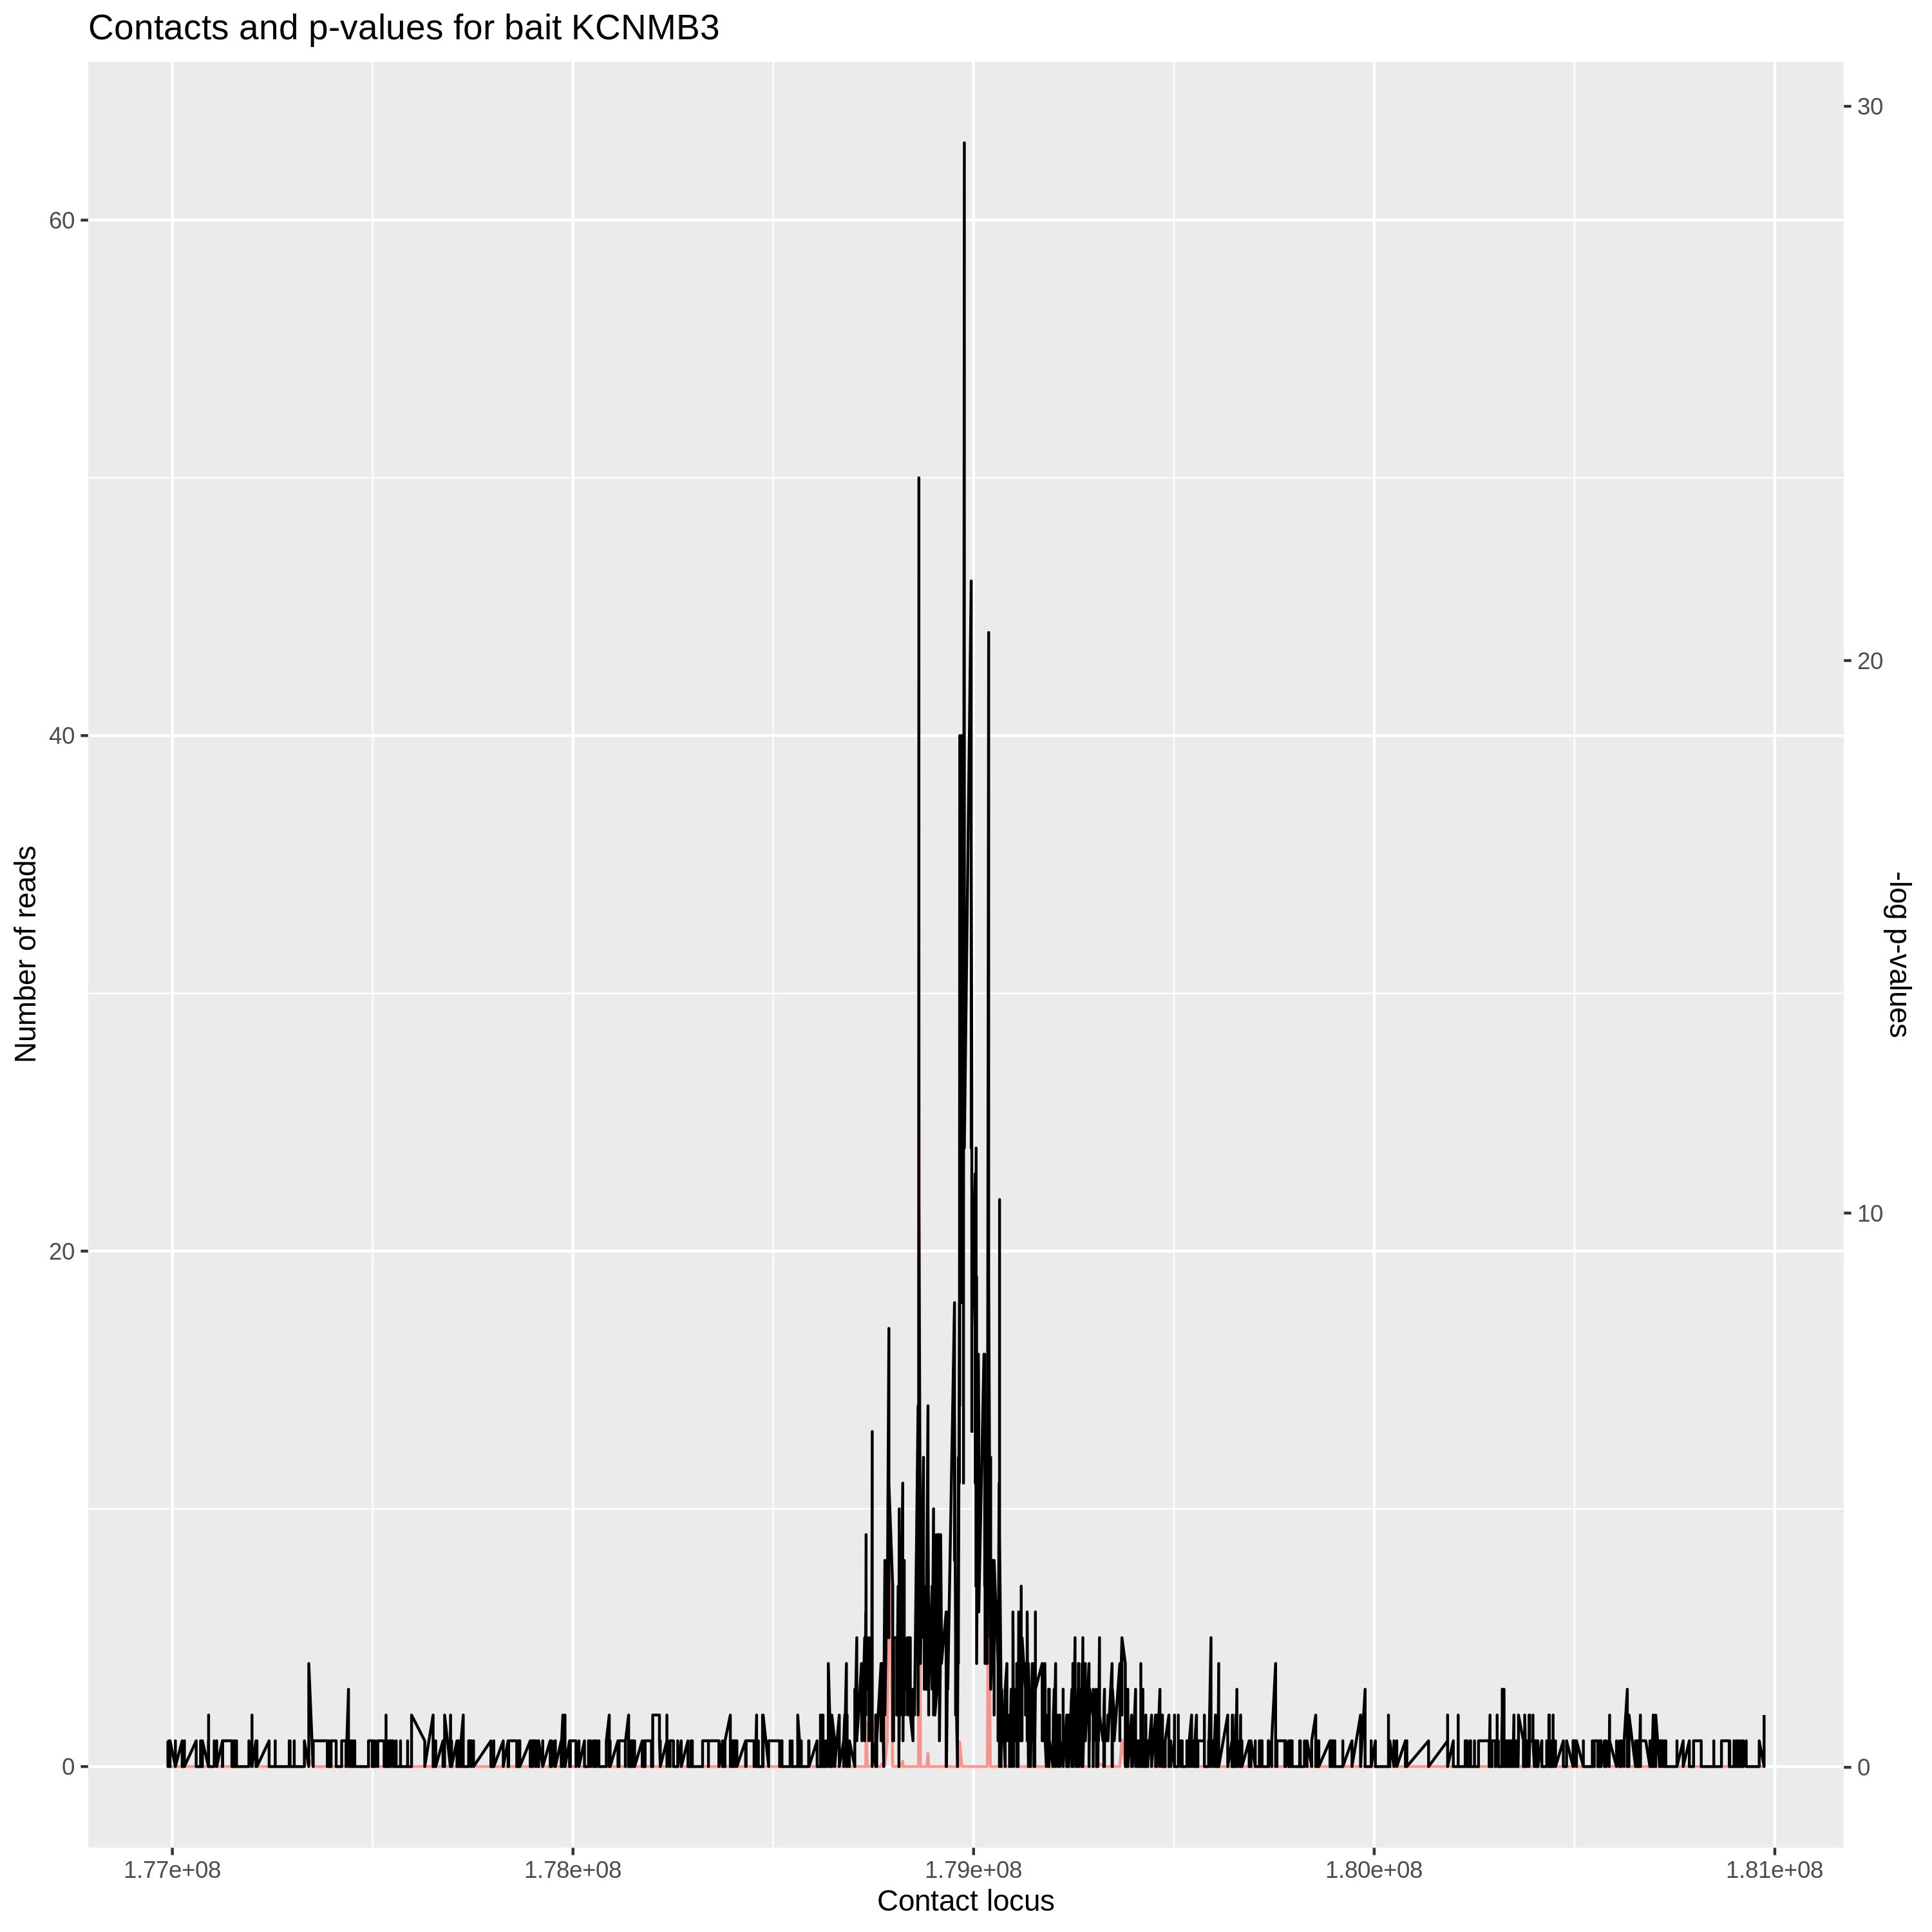 Contacts and p-values for bait KCNMB3
60
40
20
0
Number of reads
30
20
10
0
-log p-values
1.77e+08 1.78e+08 1.79e+08 1.80e+08 1.81e+08
Contact locus